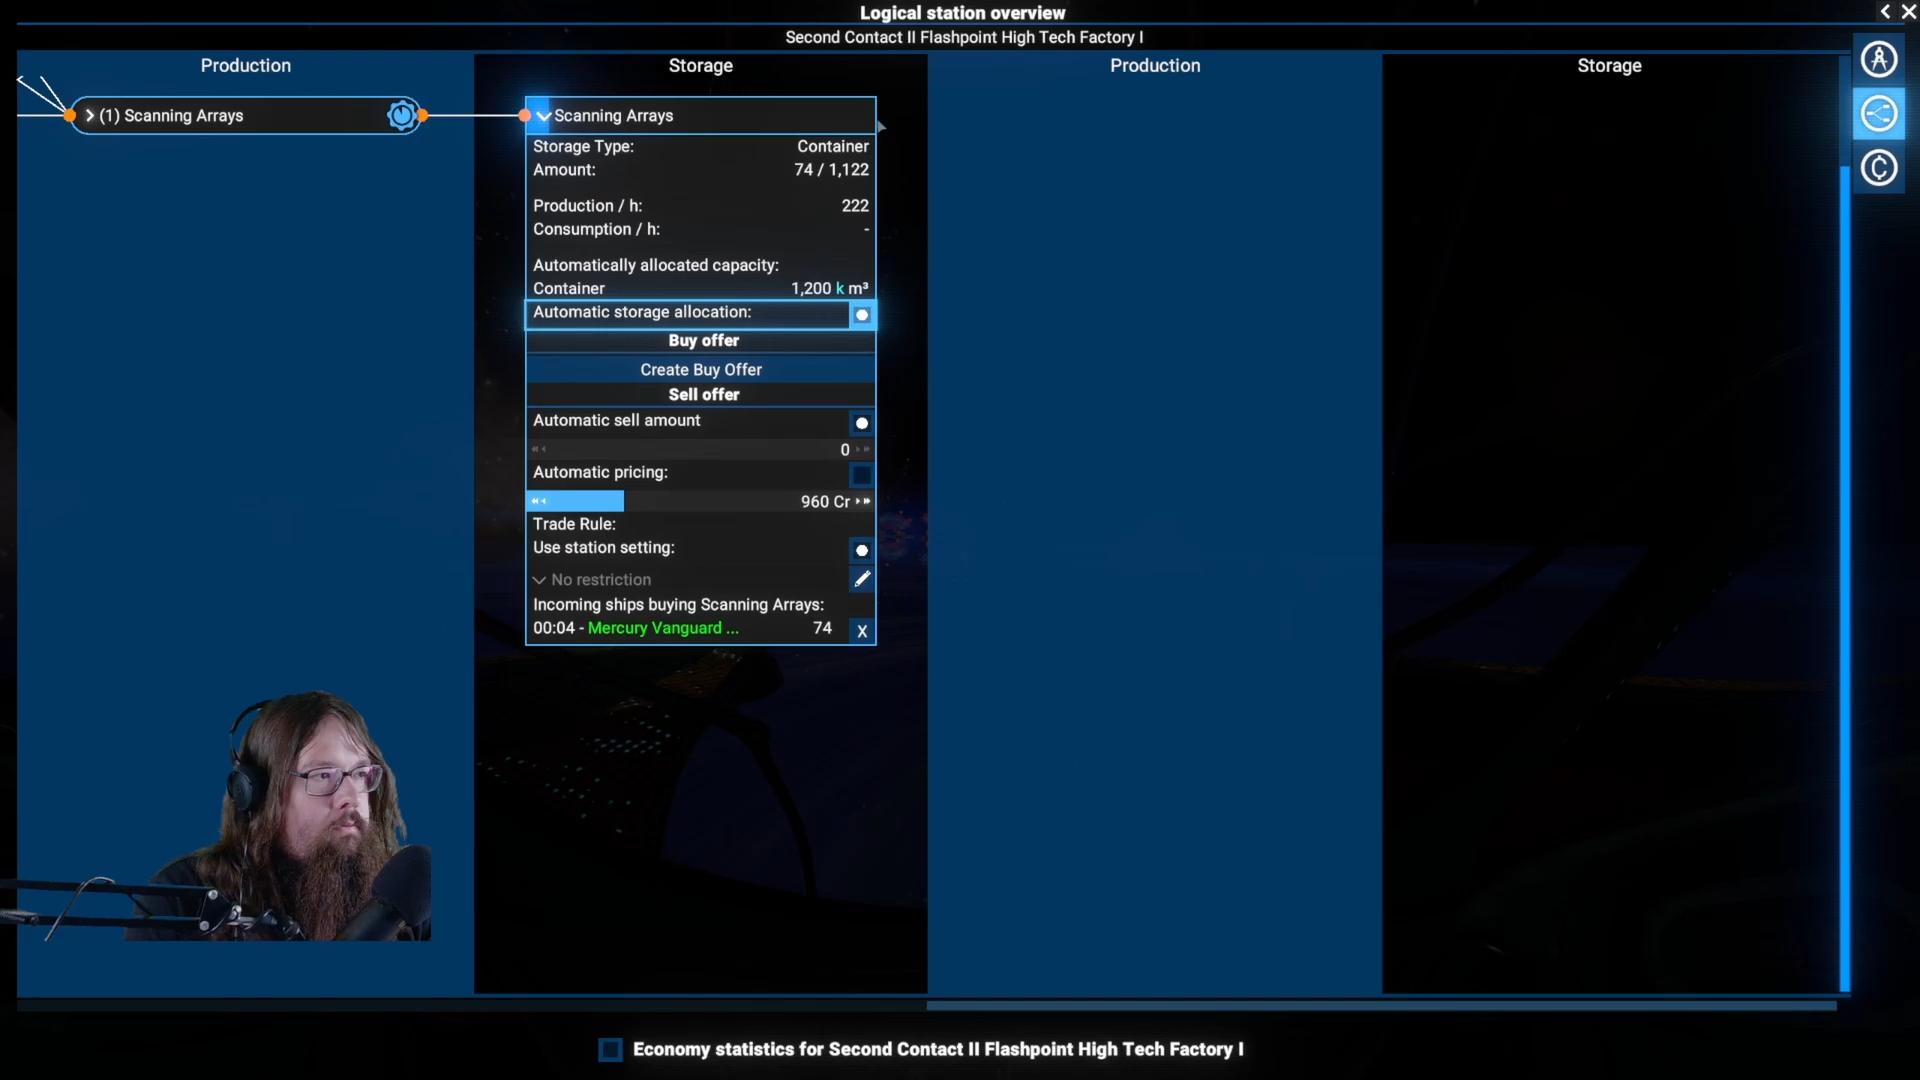 Logical station overview
Second Contact II Flashpoint High Tech Factory I
Production
Storage
Production
Storage
(1) Scanning Arrays
Scanning Arrays
Storage Type: Container
Amount: 74 / 1,122
Production / h: 222
Consumption / h: -
Automatically allocated capacity:
Container 1,200 k m³
Automatic storage allocation:
Buy offer
Create Buy Offer
Sell offer
Automatic sell amount
0
Automatic pricing:
960 Cr
Trade Rule:
Use station setting:
No restriction
Incoming ships buying Scanning Arrays:
00:04 - Mercury Vanguard ... 74 X
Economy statistics for Second Contact II Flashpoint High Tech Factory I